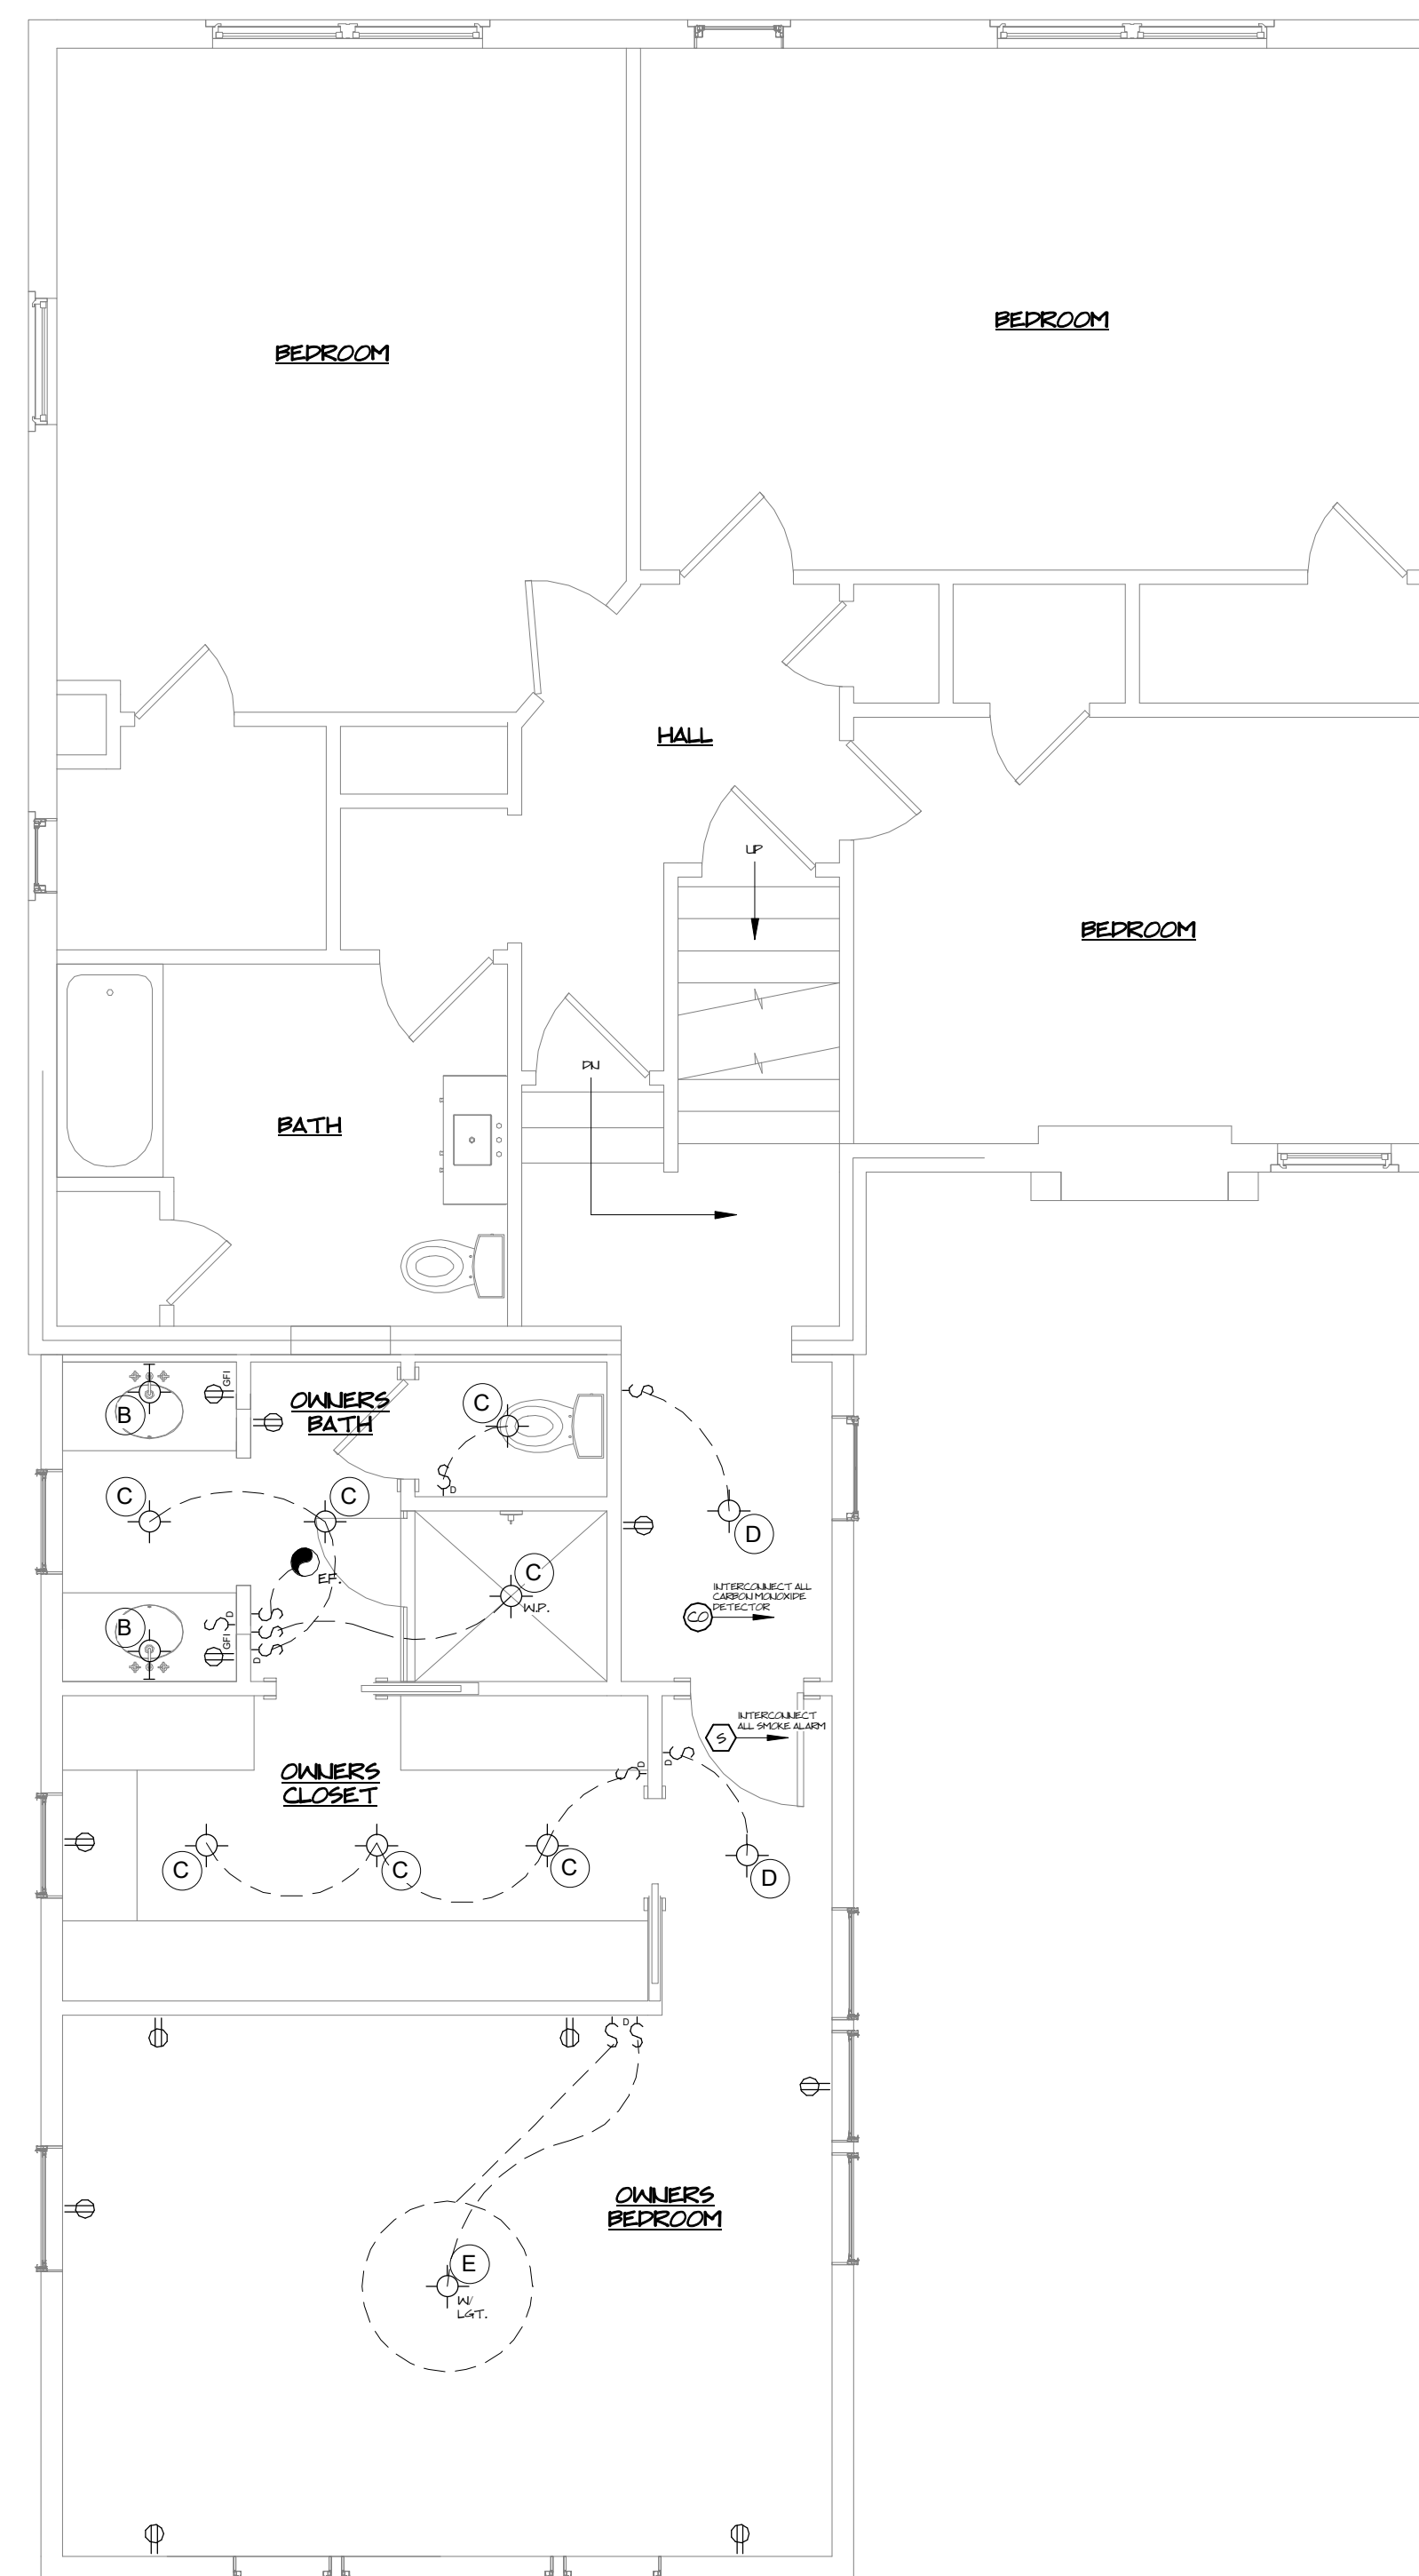 BEDROOM
BEDROOM
HALL
UP
BEDROOM
DN
BATH
GFI
OWNERS
BATH
C
B
D
C
C
D
EF.
C
W.P.
INTERCONNECT ALL
CARBON MONOXIDE
DETECTOR
CO
B
D
GFI
D
INTERCONNECT
ALL SMOKE ALARM
S
OWNERS
CLOSET
D
D
C
C
C
D
D
OWNERS
BEDROOM
E
W/
LGT.